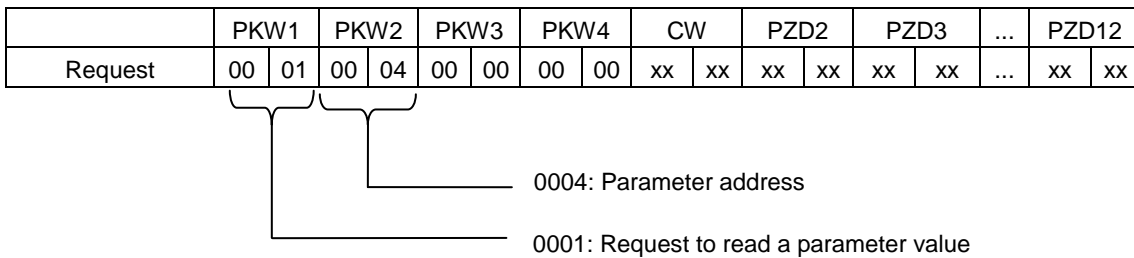 PKW1 PKW2 PKW3 PKW4 CW PZD2 PZD3 ... PZD12
Request 00 01 00 04 00 00 00 00 xx xx xx xx xx xx ... xx xx
0004: Parameter address
0001: Request to read a parameter value